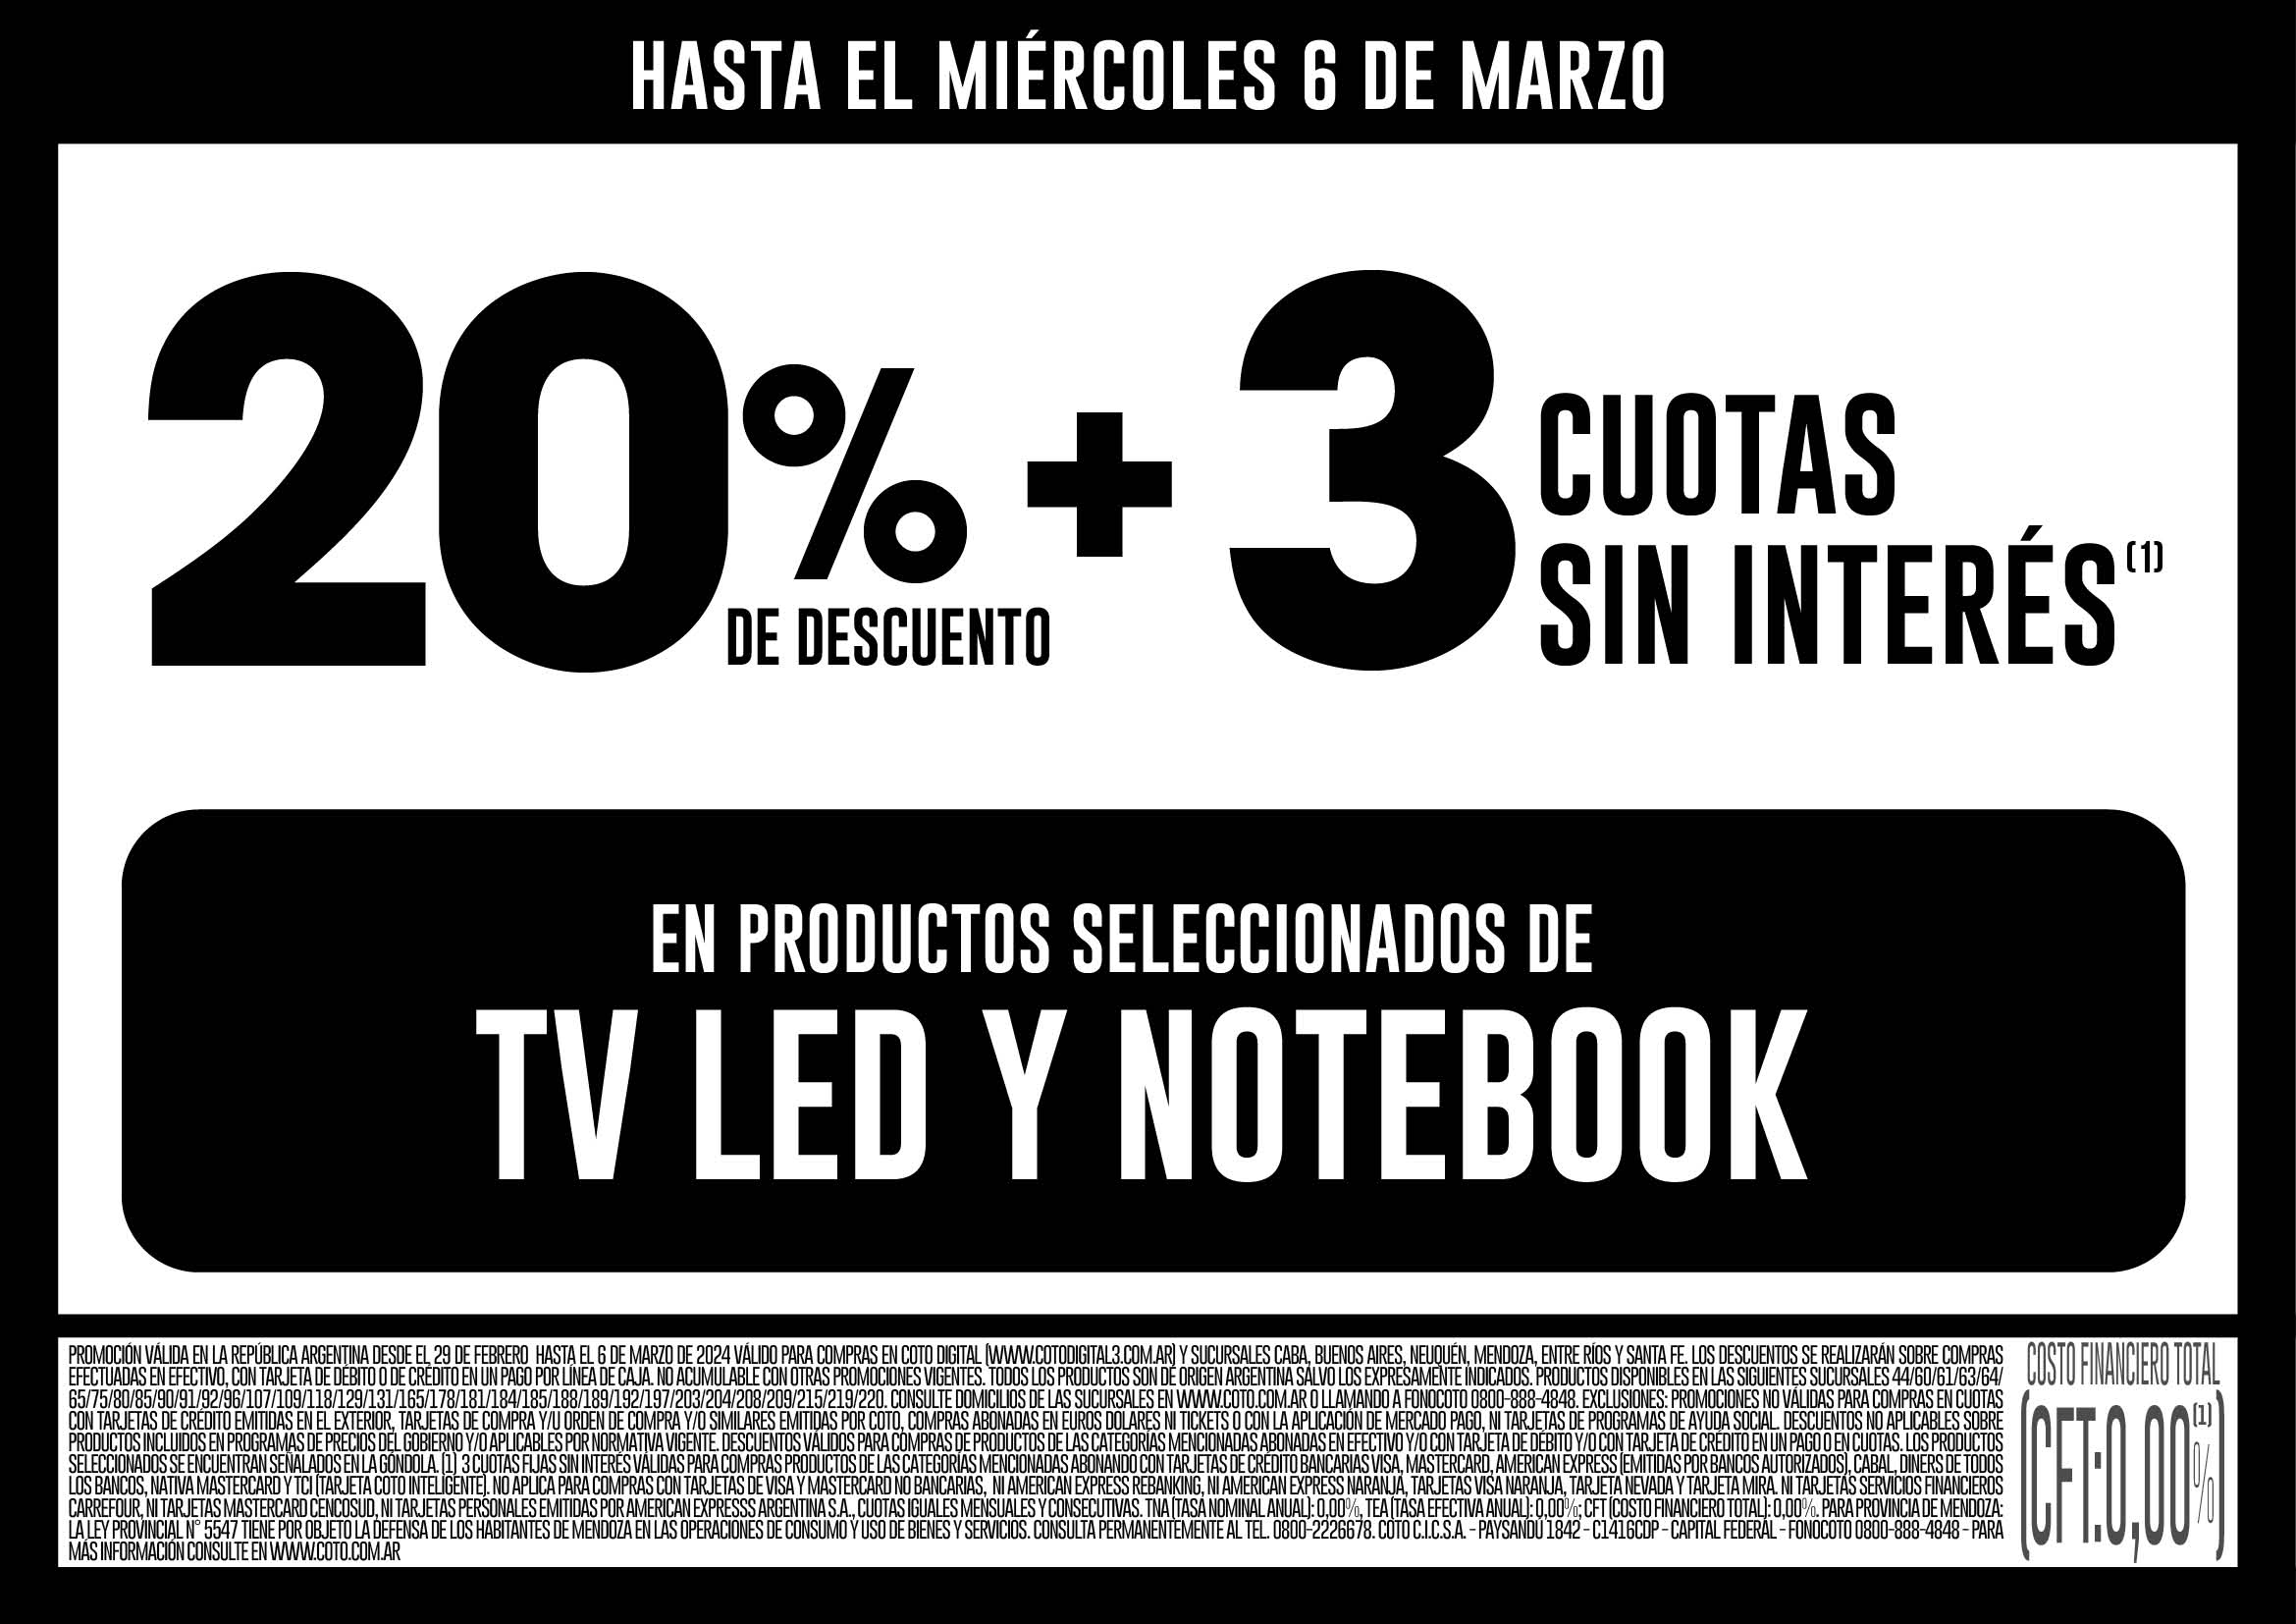 HASTA EL MIÉRCOLES 6 DE MARZO
20% DE DESCUENTO + 3 CUOTAS SIN INTERÉS (1)
EN PRODUCTOS SELECCIONADOS DE
TV LED Y NOTEBOOK
PROMOCIÓN VÁLIDA EN LA REPÚBLICA ARGENTINA DESDE EL 29 DE FEBRERO HASTA EL 6 DE MARZO DE 2024 VÁLIDO PARA COMPRAS EN COTO DIGITAL (WWW.COTODIGITAL3.COM.AR) Y SUCURSALES CABA, BUENOS AIRES, NEUQUÉN, MENDOZA, ENTRE RÍOS Y SANTA FE. LOS DESCUENTOS SE REALIZARÁN SOBRE COMPRAS
EFECTUADAS EN EFECTIVO, CON TARJETA DE DÉBITO O DE CRÉDITO EN UN PAGO POR LÍNEA DE CAJA. NO ACUMULABLE CON OTRAS PROMOCIONES VIGENTES. TODOS LOS PRODUCTOS SON DE ORIGEN ARGENTINA SALVO LOS EXPRESAMENTE INDICADOS. PRODUCTOS DISPONIBLES EN LAS SIGUIENTES SUCURSALES 44/60/61/63/64/
65/75/80/85/90/91/92/96/107/109/118/129/131/165/178/181/184/185/188/189/192/197/203/204/208/209/215/219/220. CONSULTE DOMICILIOS DE LAS SUCURSALES EN WWW.COTO.COM.AR O LLAMANDO A FONOCOTO 0800-888-4848. EXCLUSIONES: PROMOCIONES NO VÁLIDAS PARA COMPRAS EN CUOTAS
CON TARJETAS DE CRÉDITO EMITIDAS EN EL EXTERIOR, TARJETAS DE COMPRA Y/U ORDEN DE COMPRA Y/O SIMILARES EMITIDAS POR COTO, COMPRAS ABONADAS EN EUROS DOLARES NI TICKETS O CON LA APLICACIÓN DE MERCADO PAGO, NI TARJETAS DE PROGRAMAS DE AYUDA SOCIAL. DESCUENTOS NO APLICABLES SOBRE
PRODUCTOS INCLUIDOS EN PROGRAMAS DE PRECIOS DEL GOBIERNO Y/O APLICABLES POR NORMATIVA VIGENTE. DESCUENTOS VÁLIDOS PARA COMPRAS DE PRODUCTOS DE LAS CATEGORÍAS MENCIONADAS ABONADAS EN EFECTIVO Y/O CON TARJETA DE DÉBITO Y/O CON TARJETA DE CRÉDITO EN UN PAGO O EN CUOTAS. LOS PRODUCTOS
SELECCIONADOS SE ENCUENTRAN SEÑALADOS EN LA GÓNDOLA. (1) 3 CUOTAS FIJAS SIN INTERÉS VÁLIDAS PARA COMPRAS PRODUCTOS DE LAS CATEGORÍAS MENCIONADAS ABONANDO CON TARJETAS DE CRÉDITO BANCARIAS VISA, MASTERCARD, AMERICAN EXPRESS (EMITIDAS POR BANCOS AUTORIZADOS), CABAL, DINERS DE TODOS
LOS BANCOS, NATIVA MASTERCARD Y TCI (TARJETA COTO INTELIGENTE). NO APLICA PARA COMPRAS CON TARJETAS DE VISA Y MASTERCARD NO BANCARIAS, NI AMERICAN EXPRESS REBANKING, NI AMERICAN EXPRESS NARANJA, TARJETAS VISA NARANJA, TARJETA NEVADA Y TARJETA MIRA. NI TARJETAS SERVICIOS FINANCIEROS
CARREFOUR, NI TARJETAS MASTERCARD CENCOSUD, NI TARJETAS PERSONALES EMITIDAS POR AMERICAN EXPRESSS ARGENTINA S.A., CUOTAS IGUALES MENSUALES Y CONSECUTIVAS. TNA (TASA NOMINAL ANUAL): 0,00%, TEA (TASA EFECTIVA ANUAL): 0,00%; CFT (COSTO FINANCIERO TOTAL): 0,00%. PARA PROVINCIA DE MENDOZA:
LA LEY PROVINCIAL N° 5547 TIENE POR OBJETO LA DEFENSA DE LOS HABITANTES DE MENDOZA EN LAS OPERACIONES DE CONSUMO Y USO DE BIENES Y SERVICIOS. CONSULTA PERMANENTEMENTE AL TEL. 0800-2226678. COTO C.I.C.S.A. - PAYSANDÚ 1842 - C1416CDP - CAPITAL FEDERAL - FONOCOTO 0800-888-4848 - PARA
MÁS INFORMACIÓN CONSULTE EN WWW.COTO.COM.AR
COSTO FINANCIERO TOTAL
(CFT:0,00%(1))